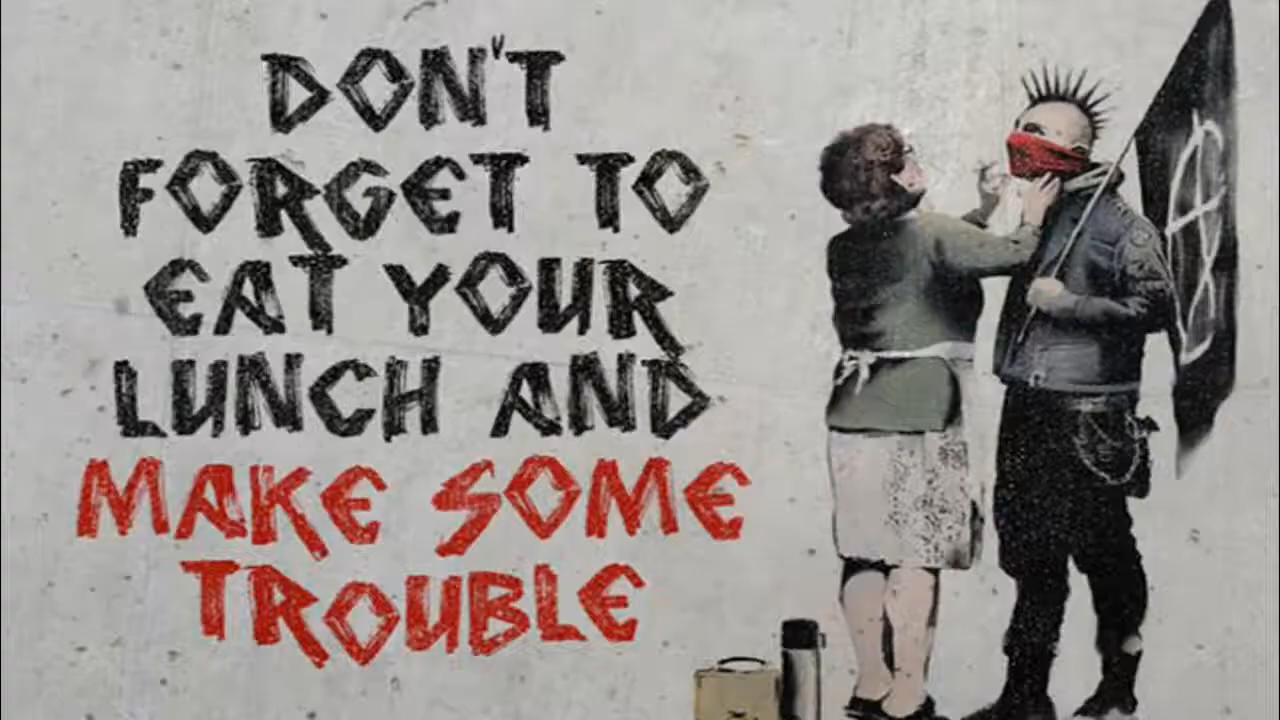 DON'T
FORGET TO
EAT YOUR
LUNCH AND
MAKE SOME
TROUBLE